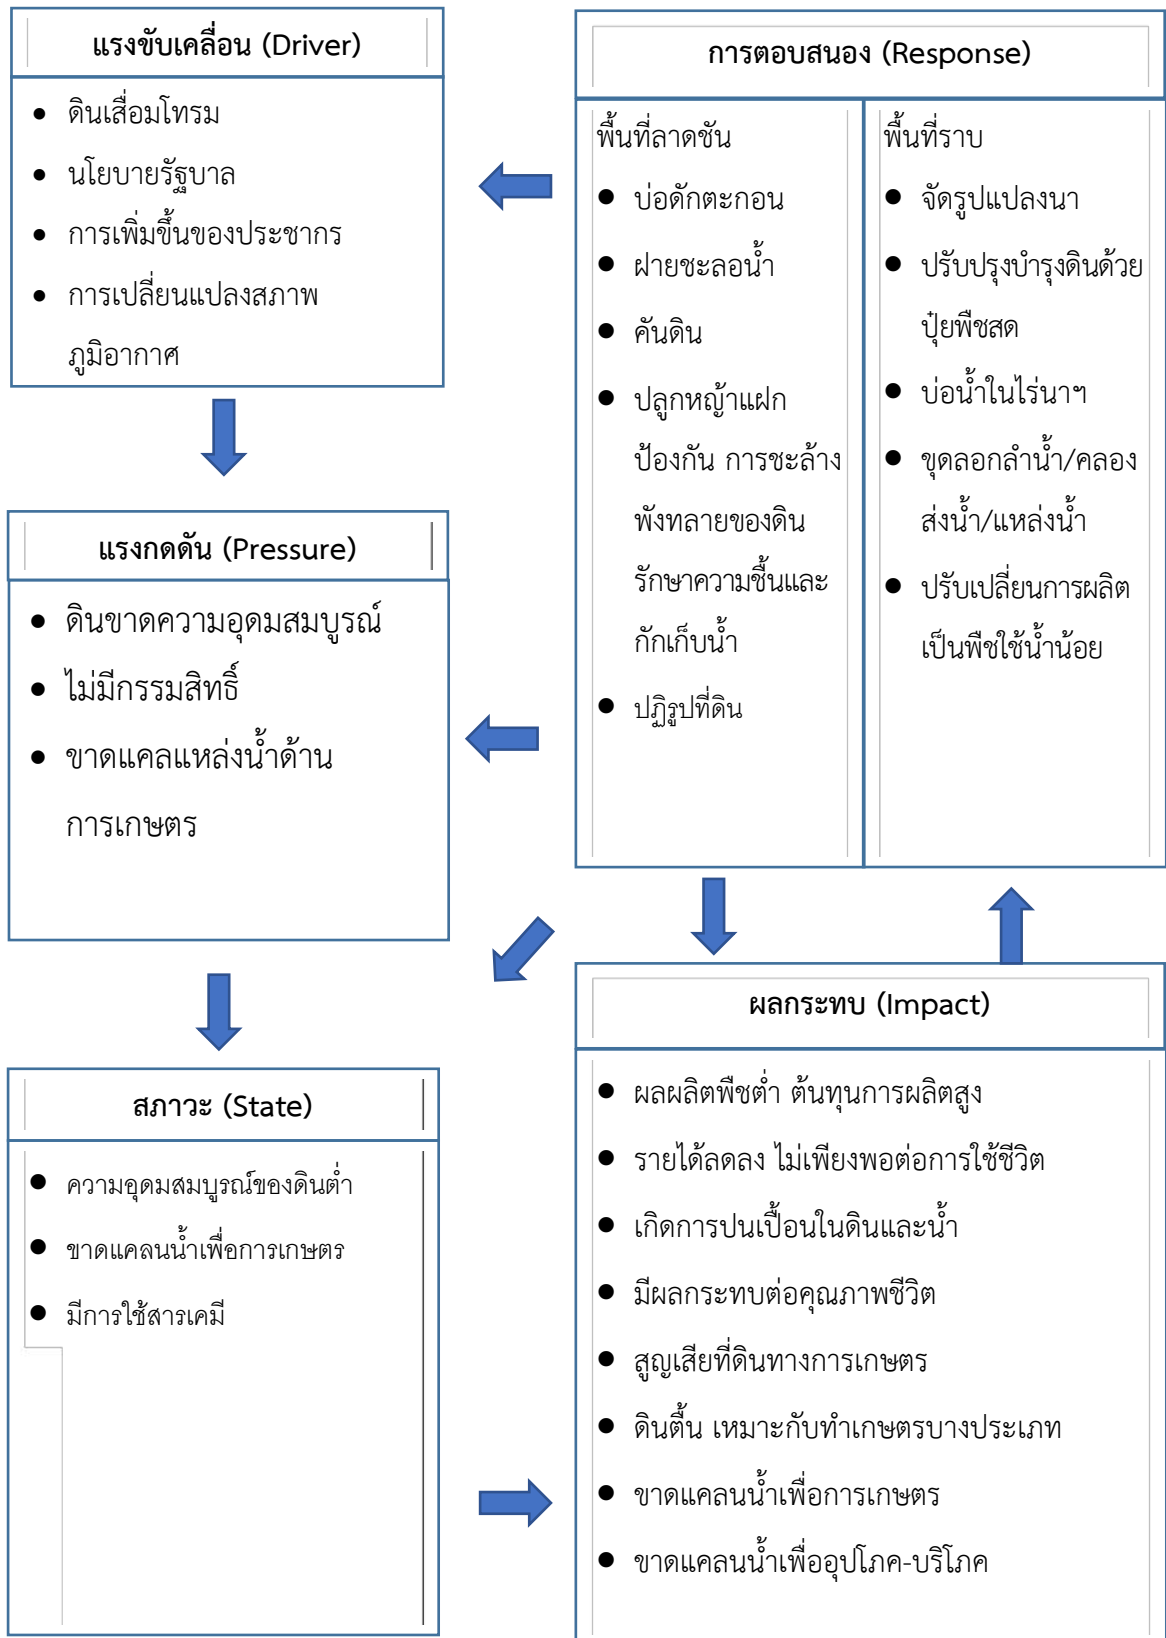 แรงขับเคลื่อน (Driver)
• ดินเสื่อมโทรม
• นโยบายรัฐบาล
• การเพิ่มขึ้นของประชากร
• การเปลี่ยนแปลงสภาพ
ภูมิอากาศ
แรงกดดัน (Pressure)
• ดินขาดความอุดมสมบูรณ์
• ไม่มีกรรมสิทธิ์
• ขาดแคลแหล่งน้ำด้าน
การเกษตร
สภาวะ (State)
• ความอุดมสมบูรณ์ของดินต่ำ
• ขาดแคลนน้ำเพื่อการเกษตร
• มีการใช้สารเคมี
การตอบสนอง (Response)
พื้นที่ลาดชัน
• บ่อดักตะกอน
• ฝายชะลอน้ำ
• คันดิน
• ปลูกหญ้าแฝก
ป้องกัน การชะล้าง
พังทลายของดิน
รักษาความชื้นและ
กักเก็บน้ำ
• ปฏิรูปที่ดิน
พื้นที่ราบ
• จัดรูปแปลงนา
• ปรับปรุงบำรุงดินด้วย
ปุ๋ยพืชสด
• บ่อน้ำในไร่นาฯ
• ขุดลอกลำน้ำ/คลอง
ส่งน้ำ/แหล่งน้ำ
• ปรับเปลี่ยนการผลิต
เป็นพืชใช้น้ำน้อย
ผลกระทบ (Impact)
• ผลผลิตพืชต่ำ ต้นทุนการผลิตสูง
• รายได้ลดลง ไม่เพียงพอต่อการใช้ชีวิต
• เกิดการปนเปื้อนในดินและน้ำ
• มีผลกระทบต่อคุณภาพชีวิต
• สูญเสียที่ดินทางการเกษตร
• ดินตื้น เหมาะกับทำเกษตรบางประเภท
• ขาดแคลนน้ำเพื่อการเกษตร
• ขาดแคลนน้ำเพื่ออุปโภค-บริโภค